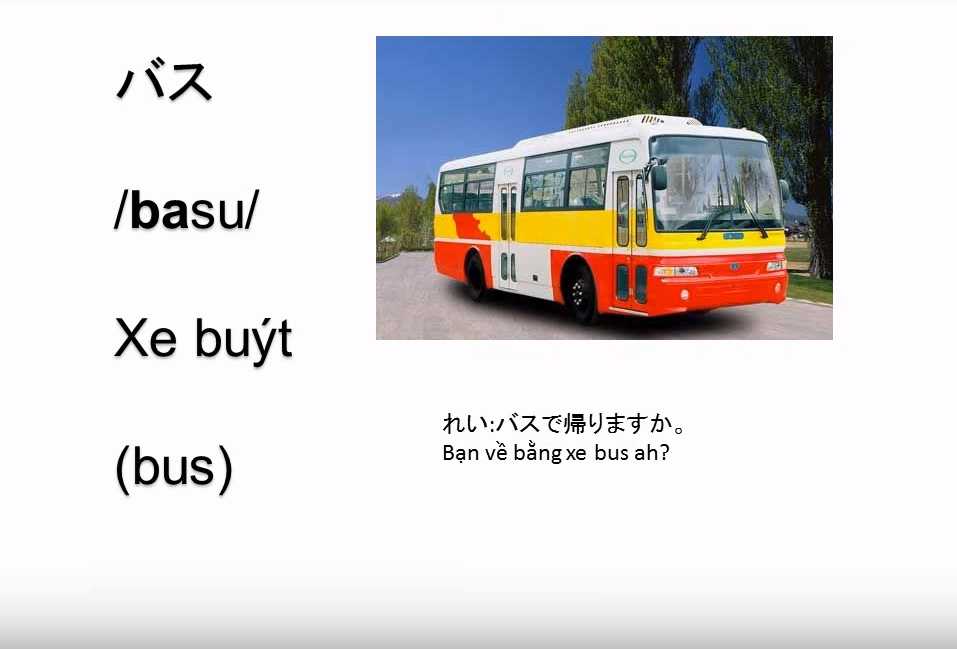 バス
/basu/
Xe buýt
(bus)
れい:バスで帰りますか。
Bạn về bằng xe bus ah?